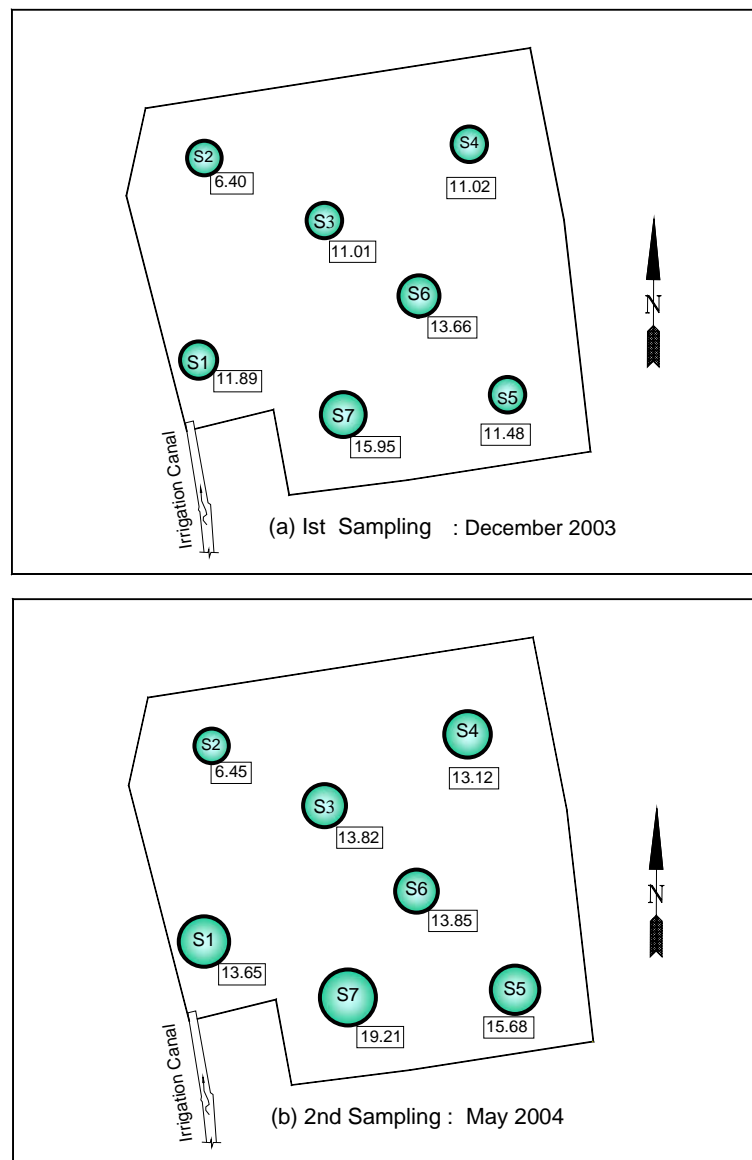 S2
6.40
S4
11.02
S3
11.01
S6
13.66
N
S1
11.89
S7
15.95
S5
11.48
Irrigation Canal
(a) Ist Sampling : December 2003
S2
6.45
S4
13.12
S3
13.82
S6
13.85
N
S1
13.65
S7
19.21
S5
15.68
Irrigation Canal
(b) 2nd Sampling : May 2004